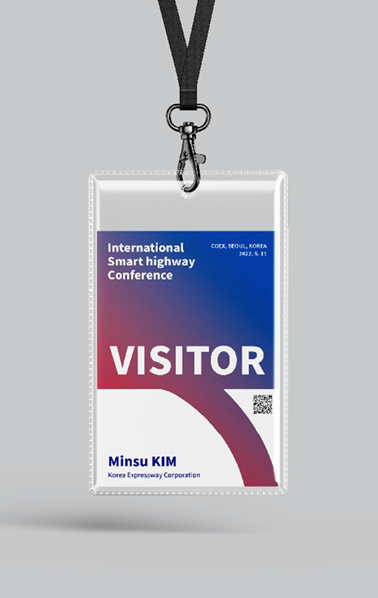 International
Smart highway
Conference
COEX, SEOUL, KOREA
2022. 5. 11
VISITOR
Minsu KIM
Korea Expressway Corporation